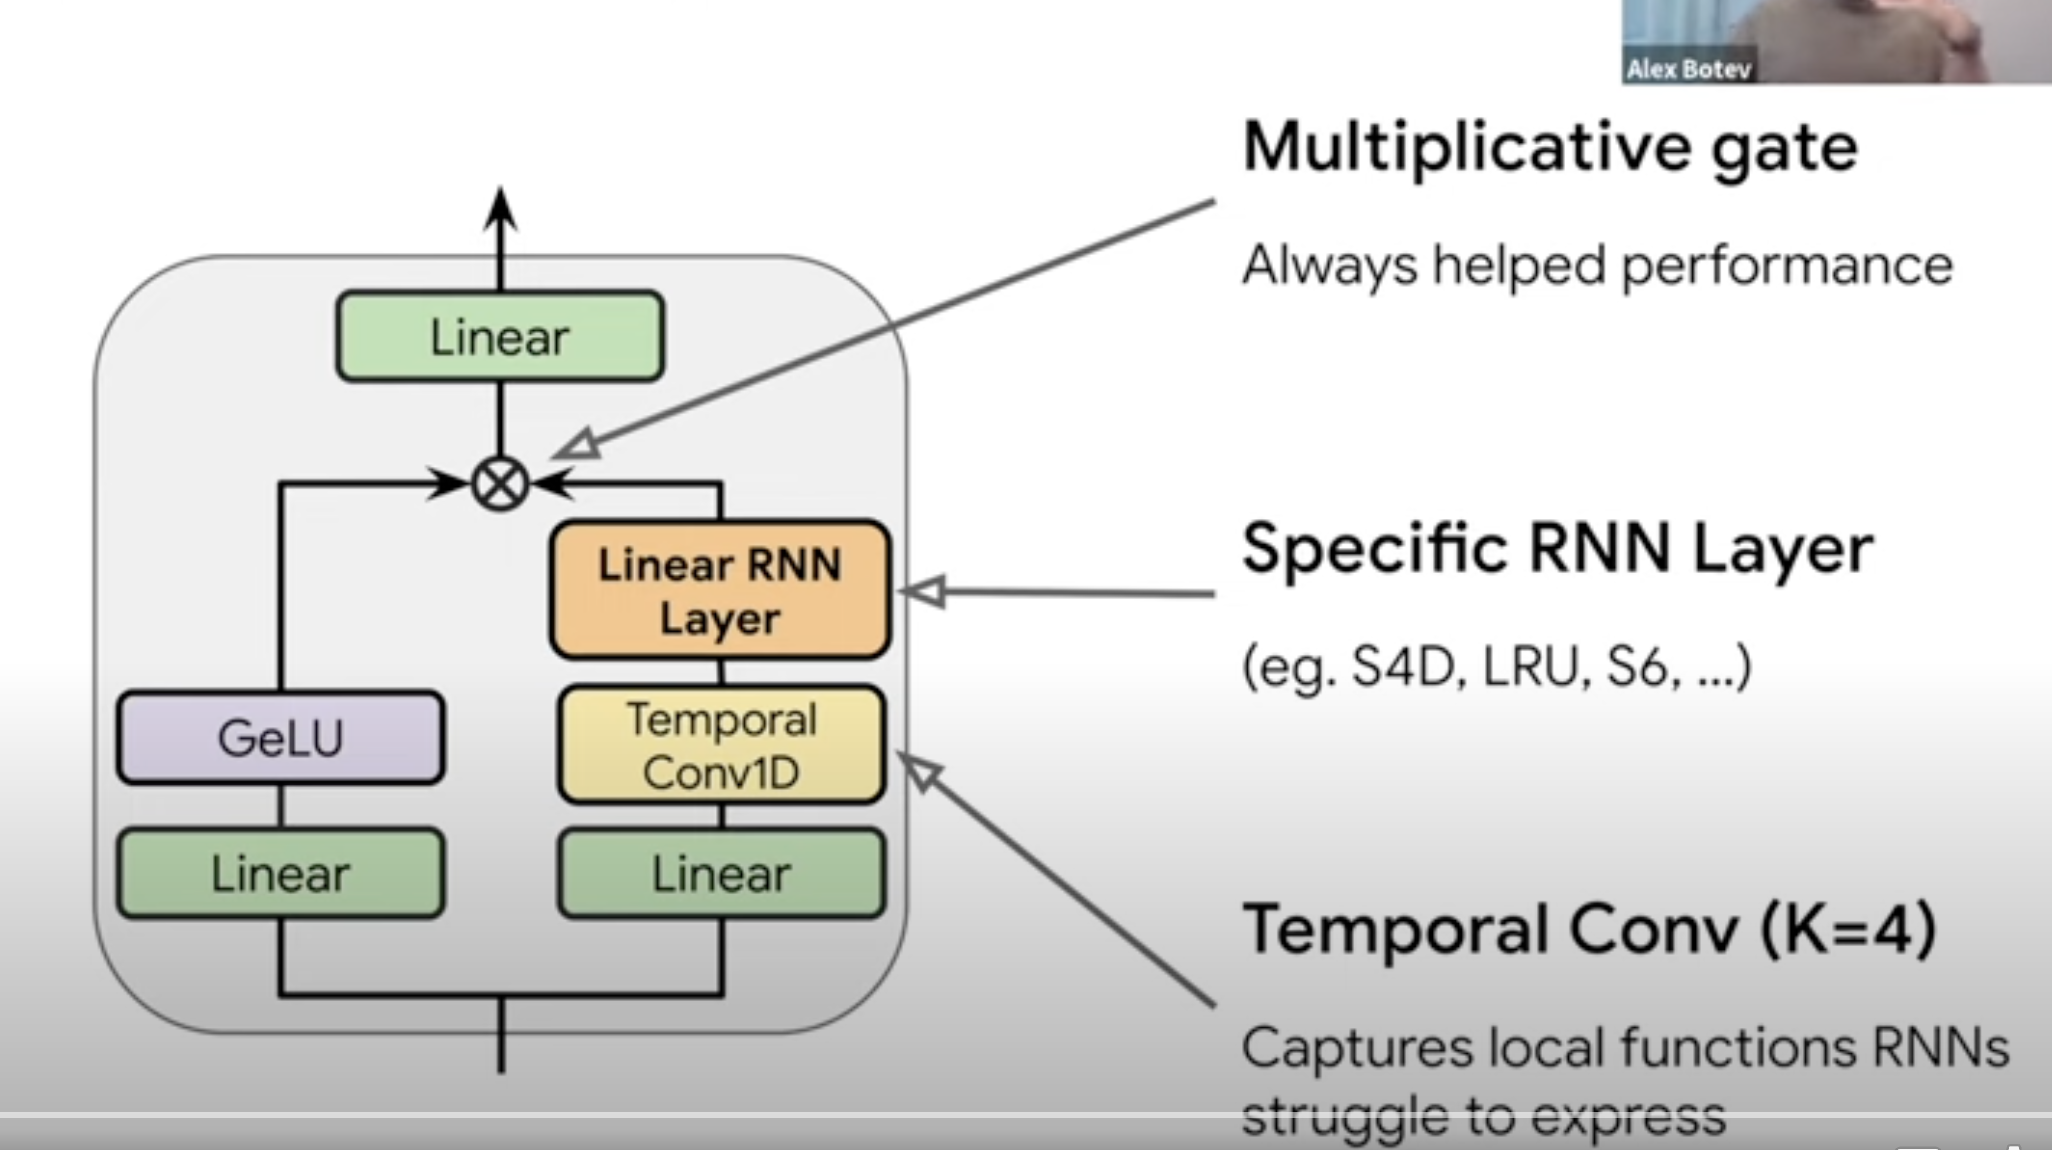 Alex Botev
Multiplicative gate
Always helped performance
Linear
Linear RNN
Layer
Specific RNN Layer
(eg. S4D, LRU, S6, ...)
GeLU
Temporal
Conv1D
Linear
Linear
Temporal Conv (K=4)
Captures local functions RNNs
struggle to express